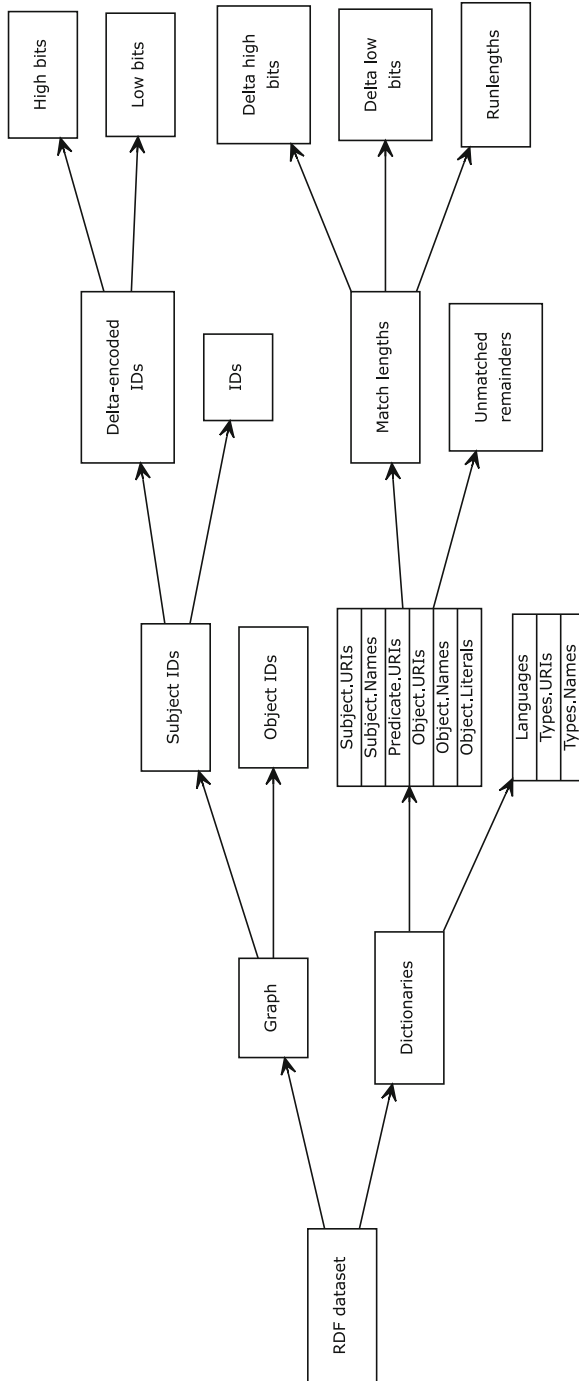 RDF dataset
Graph
Dictionaries
Subject IDs
Object IDs
Subject.URIs
Subject.Names
Predicate.URIs
Object.URIs
Object.Names
Object.Literals
Languages
Types.URIs
Types.Names
Delta-encoded
IDs
IDs
Match lengths
Unmatched
remainders
High bits
Low bits
Delta high
bits
Delta low
bits
Runlengths